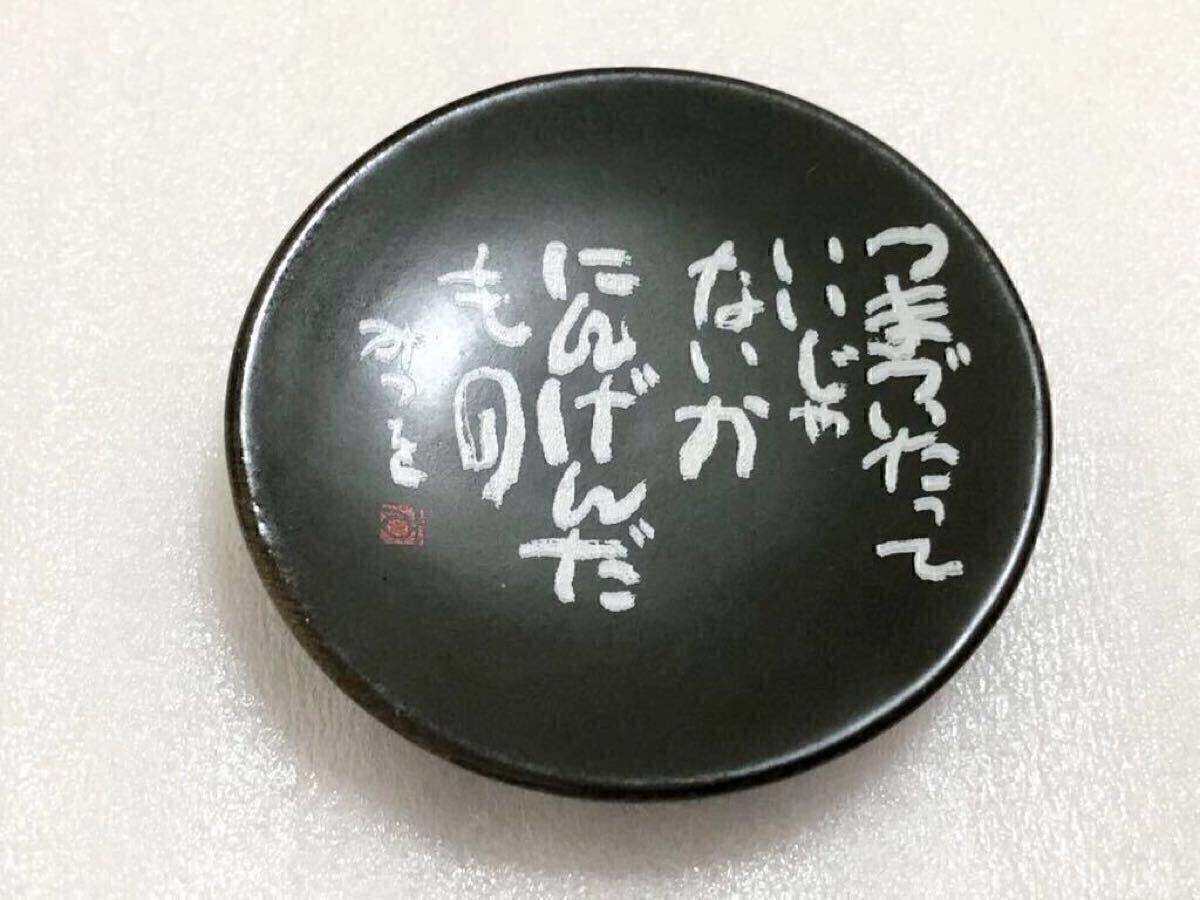 つまづいたって
いいじゃ
ないか
にんげんだ
もの
みつを